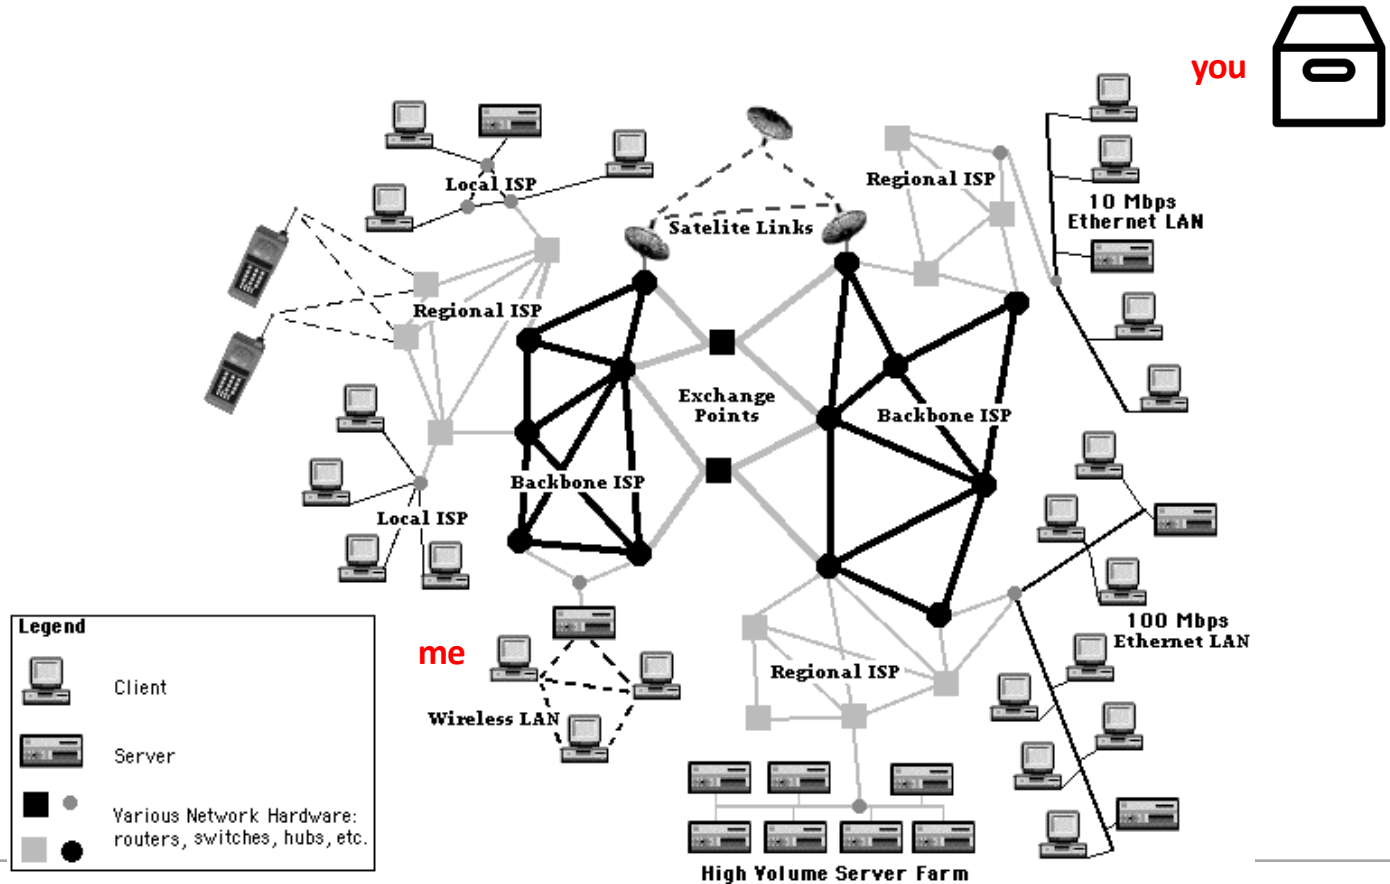 you
Local ISP
Regional ISP
10 Mbps
Ethernet LAN
Satelite Links
Regional ISP
Exchange
Points
Backbone ISP
Backbone ISP
Local ISP
100 Mbps
Ethernet LAN
me
Regional ISP
Wireless LAN
High Volume Server Farm
Legend
Client
Server
Various Network Hardware:
routers, switches, hubs, etc.